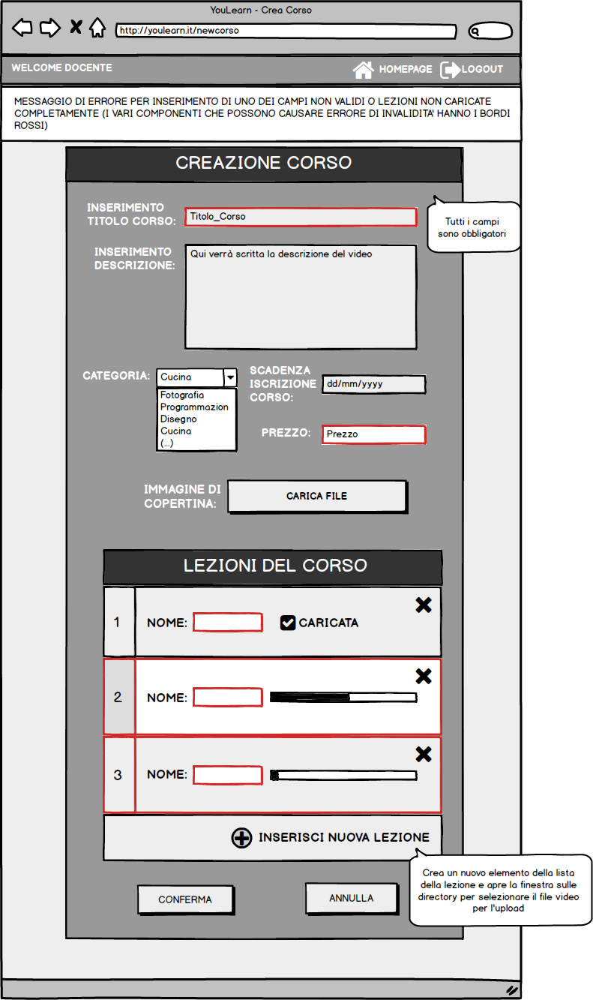 YouLearn - Crea Corso
http://youlearn.it/newcorso
WELCOME DOCENTE
HOMEPAGE
LOGOUT
MESSAGGIO DI ERRORE PER INSERIMENTO DI UNO DEI CAMPI NON VALIDI O LEZIONI NON CARICATE
COMPLETAMENTE (I VARI COMPONENTI CHE POSSONO CAUSARE ERRORE DI INVALIDITA' HANNO I BORDI
ROSSI)
CREAZIONE CORSO
INSERIMENTO
TITOLO CORSO:
Titolo_Corso
Tutti i campi
sono obbligatori
INSERIMENTO
DESCRIZIONE:
Qui verrà scritta la descrizione del video
CATEGORIA:
Cucina
Fotografia
Programmazion
Disegno
Cucina
(...)
SCADENZA
ISCRIZIONE
CORSO:
dd/mm/yyyy
PREZZO:
Prezzo
IMMAGINE DI
COPERTINA:
CARICA FILE
LEZIONI DEL CORSO
1
NOME:
CARICATA
2
NOME:
3
NOME:
INSERISCI NUOVA LEZIONE
Crea un nuovo elemento della lista
della lezione e apre la finestra sulle
directory per selezionare il file video
per l'upload
CONFERMA
ANNULLA